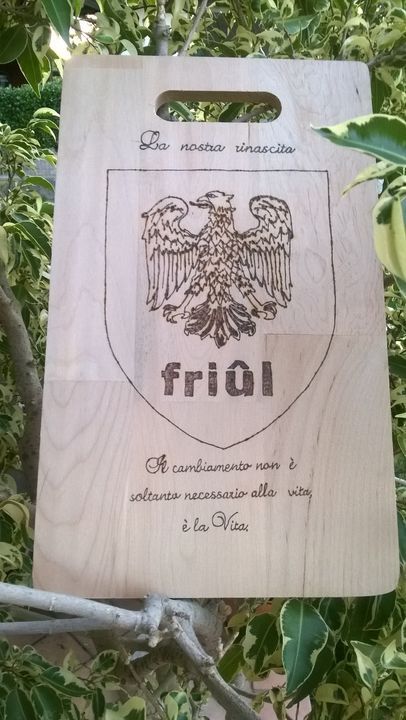 La nostra rinascita
friûl
Il cambiamento non è
soltanto necessario alla vita,
è la Vita.